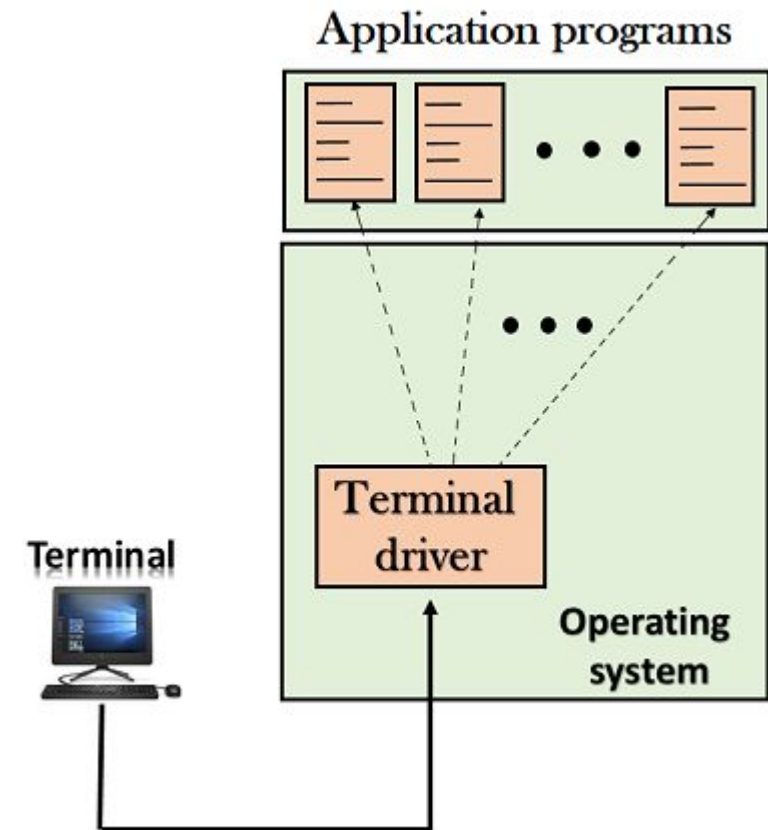 Application programs
Terminal
driver
Terminal
Operating
system